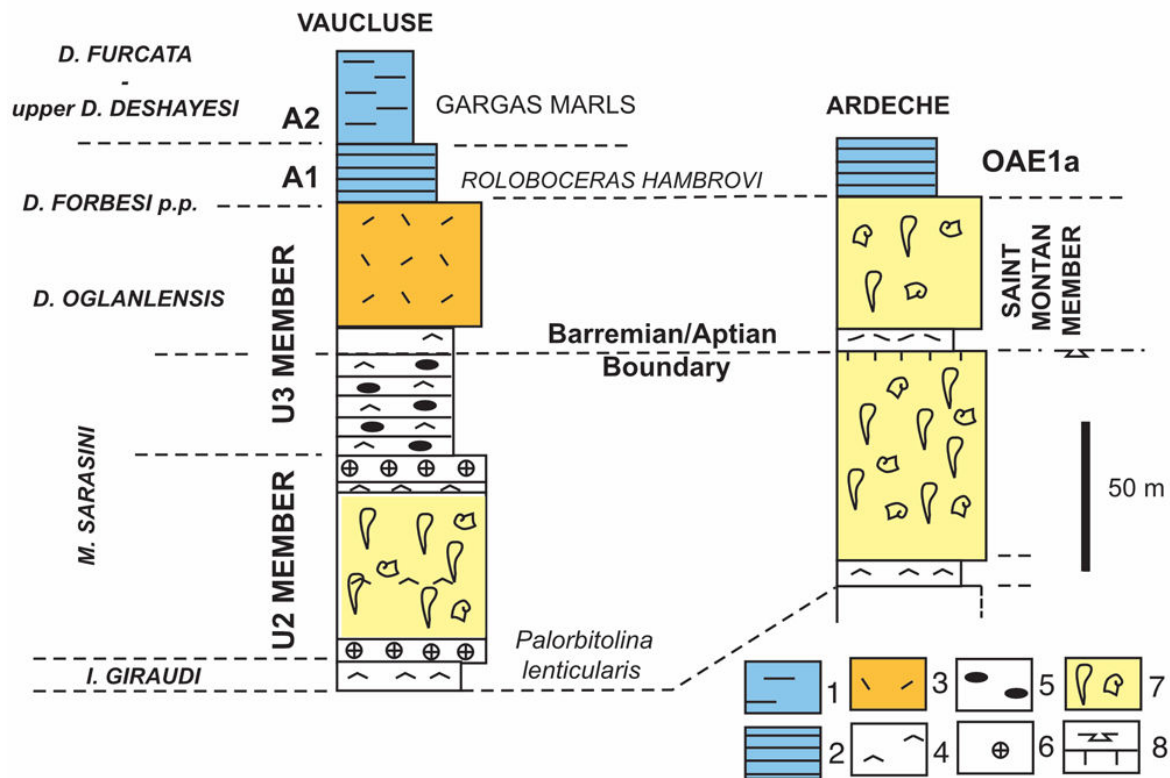 VAUCLUSE
D. FURCATA
-
upper D. DESHAYESI
A2
GARGAS MARLS
ARDECHE
A1
ROLOBOCERAS HAMBROVI
OAE1a
D. FORBESI p.p.
D. OGLANLENSIS
U3 MEMBER
SAINT
MONTAN
MEMBER
Barremian/Aptian
Boundary
M. SARASINI
U2 MEMBER
50 m
I. GIRAUDI
Palorbitolina
lenticularis
1
3
5
7
2
4
6
8